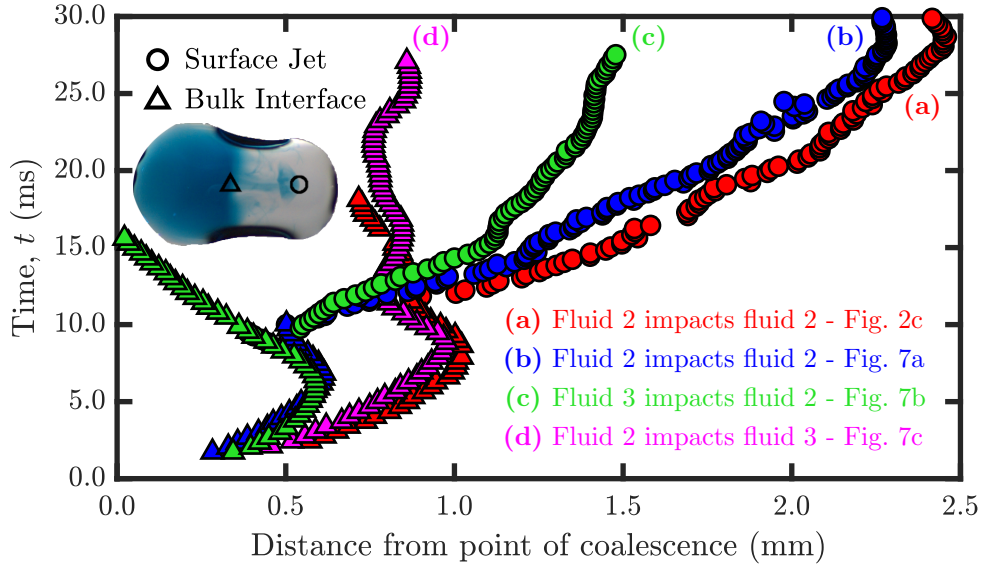 30.0
25.0
20.0
15.0
10.0
5.0
0.0
Time, t (ms)
Surface Jet
Bulk Interface
(d)
(c)
(b)
(a)
(a) Fluid 2 impacts fluid 2 - Fig. 2c
(b) Fluid 2 impacts fluid 2 - Fig. 7a
(c) Fluid 3 impacts fluid 2 - Fig. 7b
(d) Fluid 2 impacts fluid 3 - Fig. 7c
0.0 0.5 1.0 1.5 2.0 2.5
Distance from point of coalescence (mm)